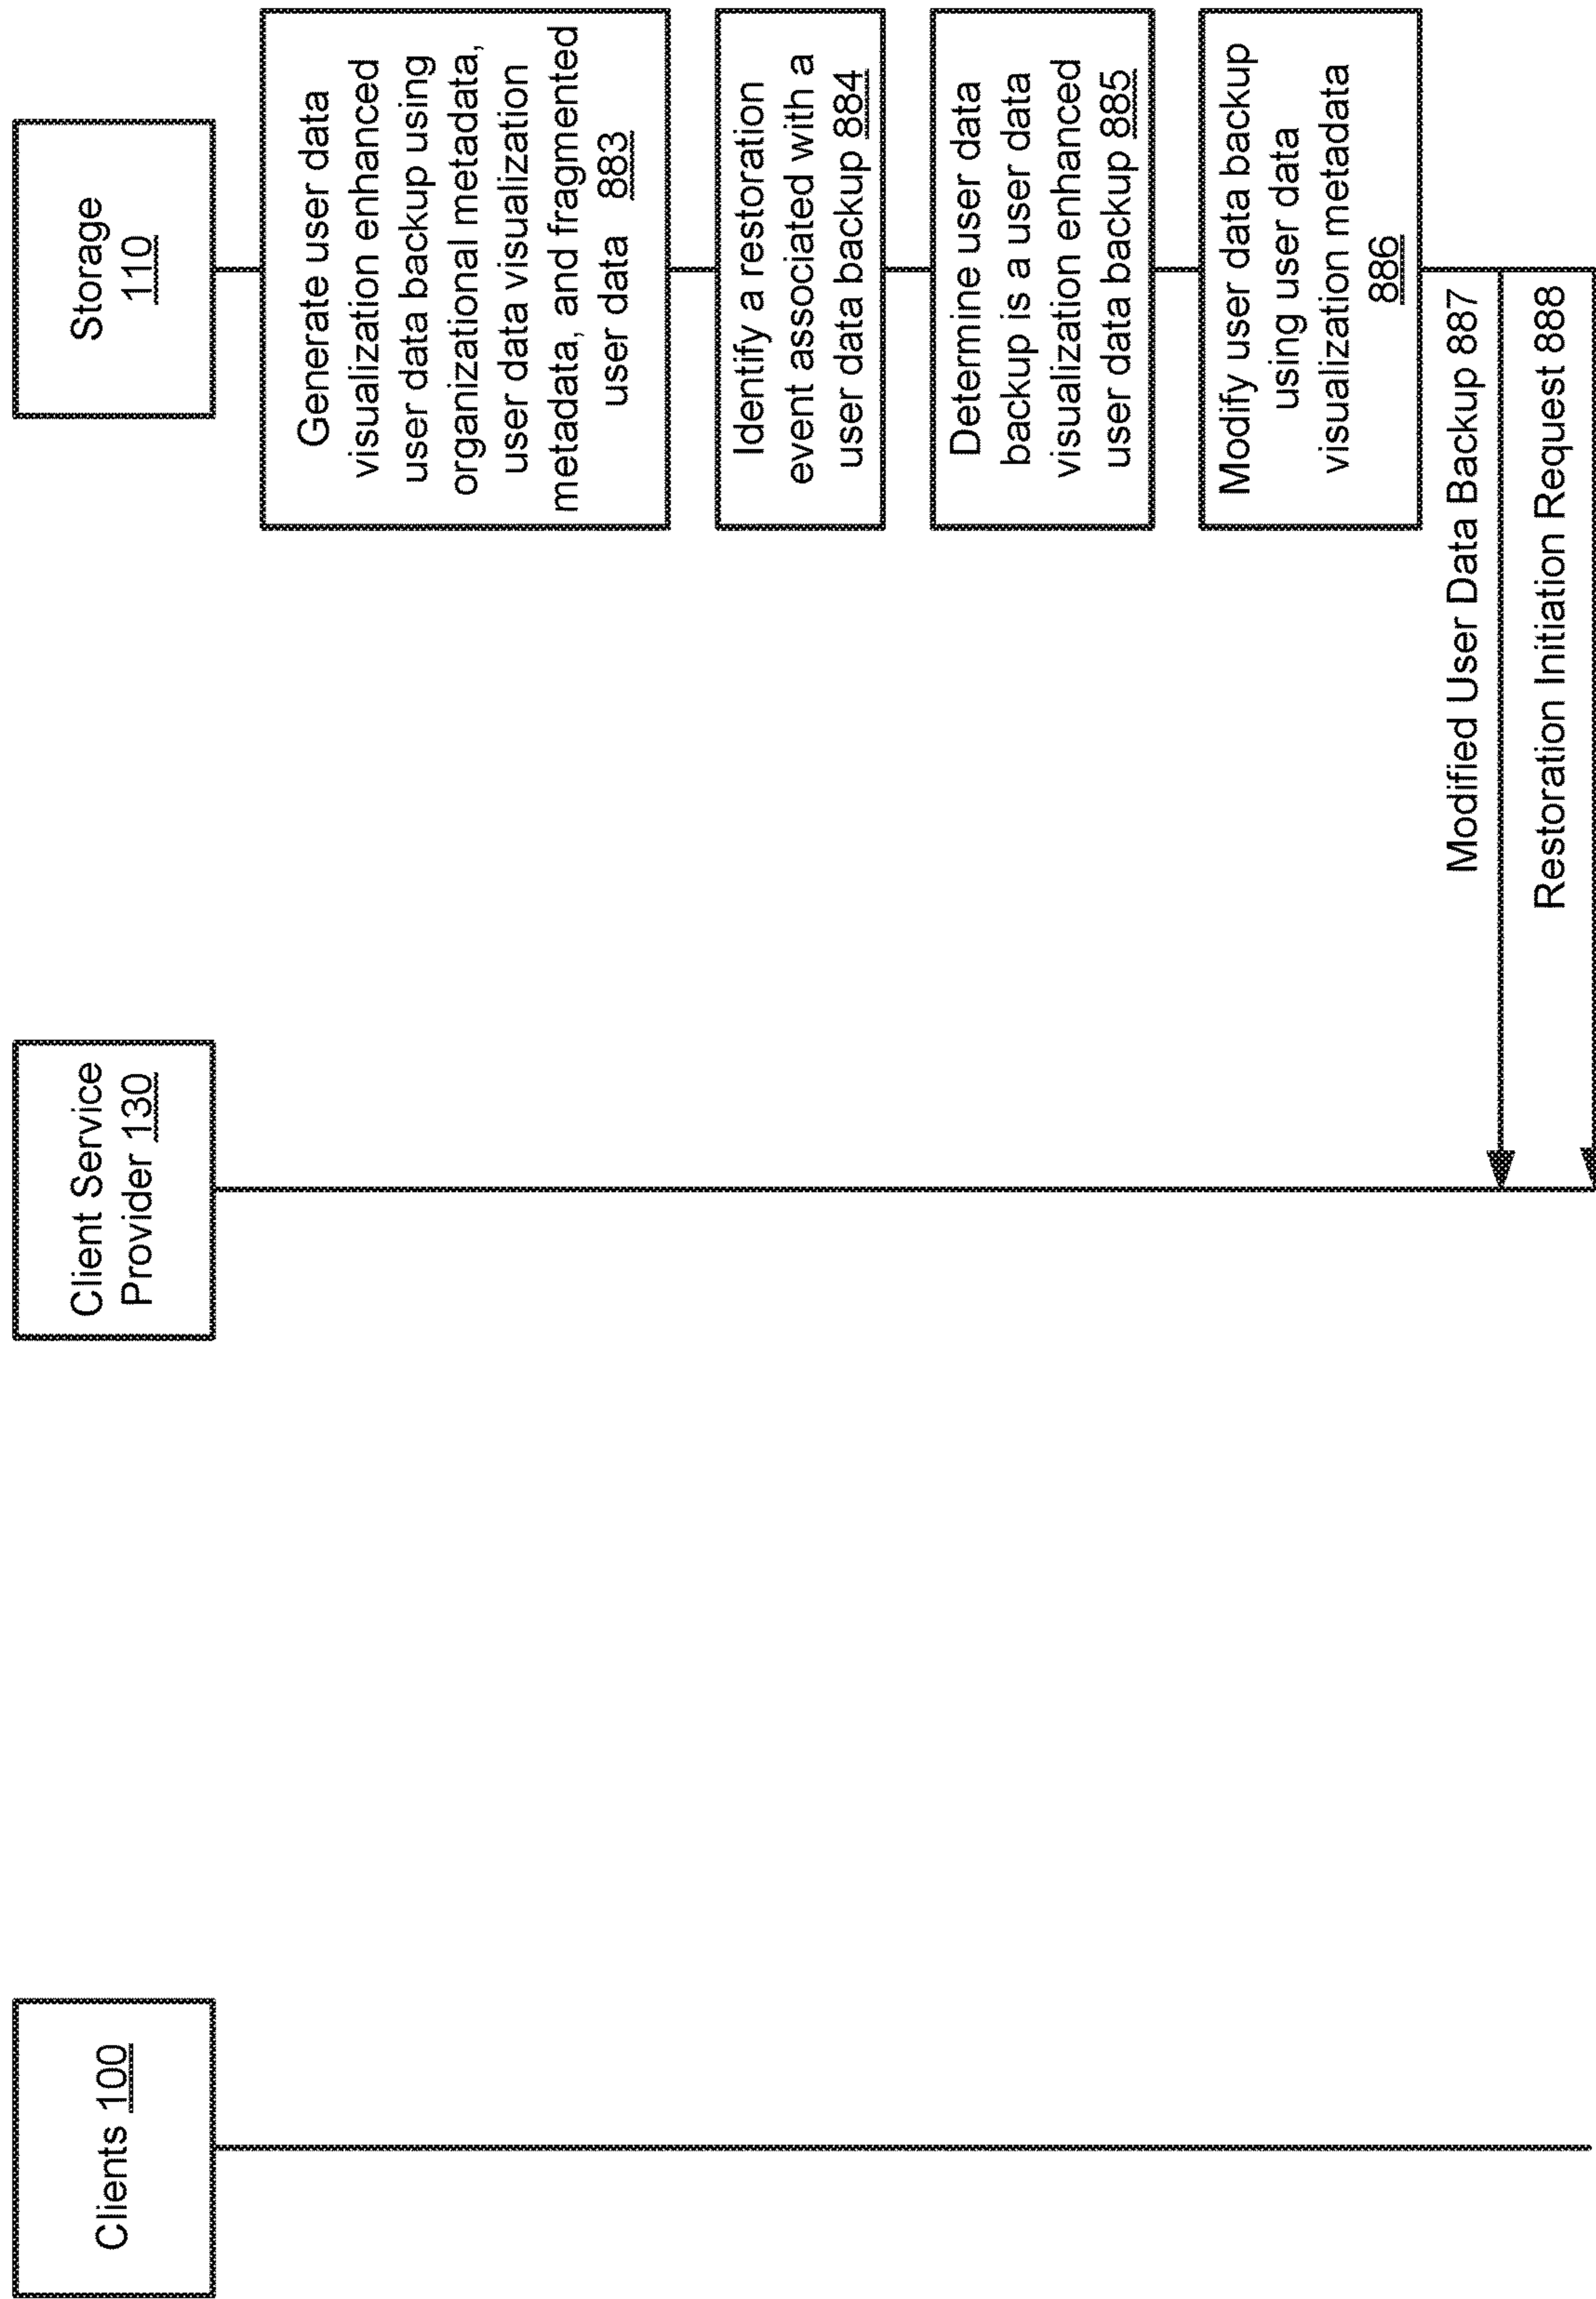 Clients 100
Client Service
Provider 130
Storage
110
Generate user data
visualization enhanced
user data backup using
organizational metadata,
user data visualization
metadata, and fragmented
user data 883
Identify a restoration
event associated with a
user data backup 884
Determine user data
backup is a user data
visualization enhanced
user data backup 885
Modify user data backup
using user data
visualization metadata
886
Modified User Data Backup 887
Restoration Initiation Request 888